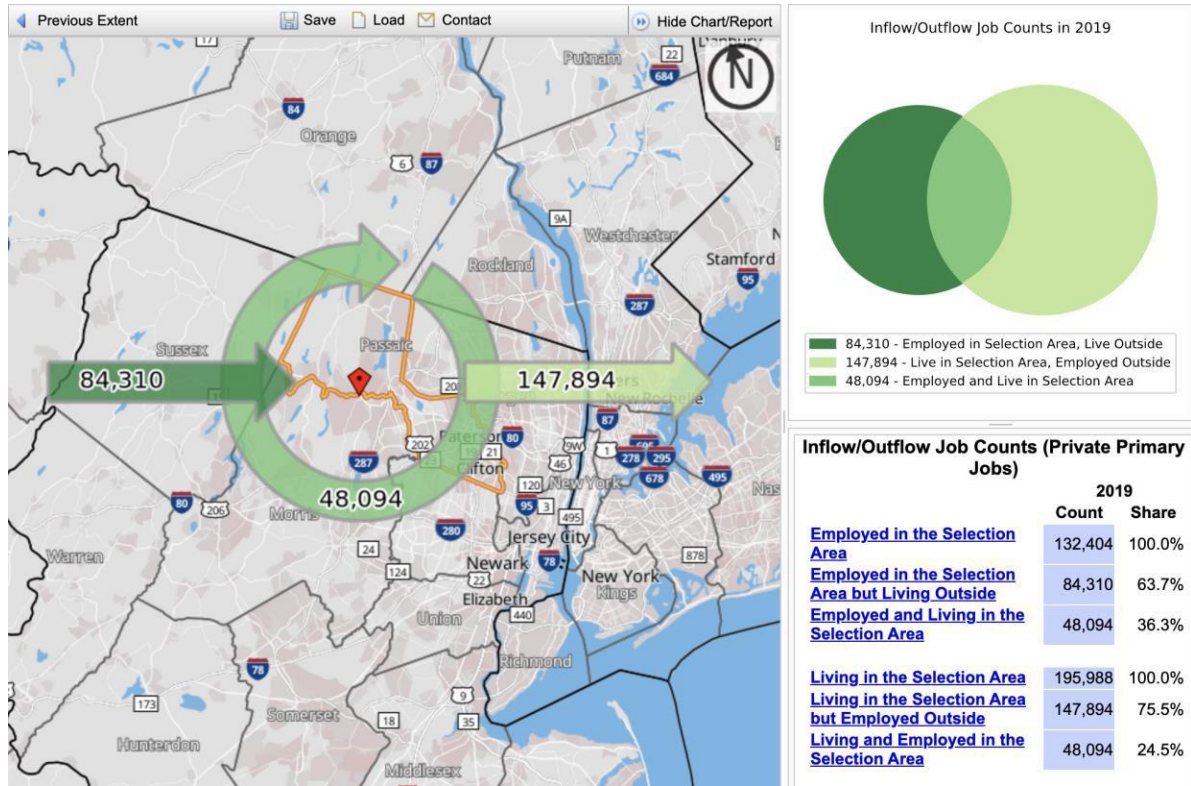 Previous Extent
Save
Load
Contact
Hide Chart/Report
17
Putnam
22
684
N
84
Orange
6
87
9A
Westchester
Stamford
95
Rockland
287
Sussex
Passaic
84,310
147,894
New Rochelle
87
202
Paterson
80
9W
1
695
19
21
23
Clifton
46
278
295
287
New York
678
495
48,094
120
80
206
Morris
95
3
280
495
Jersey City
Warren
24
878
Newark
78
124
22
New York
Kings
Elizabeth
Union
440
78
Richmond
173
9
Somerset
18
35
Hunterdon
Middlesex
Inflow/Outflow Job Counts in 2019
84,310 - Employed in Selection Area, Live Outside
147,894 - Live in Selection Area, Employed Outside
48,094 - Employed and Live in Selection Area
Inflow/Outflow Job Counts (Private Primary
Jobs)
2019
Count Share
Employed in the Selection
Area 132,404 100.0%
Employed in the Selection
Area but Living Outside 84,310 63.7%
Employed and Living in the
Selection Area 48,094 36.3%
Living in the Selection Area 195,988 100.0%
Living in the Selection Area
but Employed Outside 147,894 75.5%
Living and Employed in the
Selection Area 48,094 24.5%